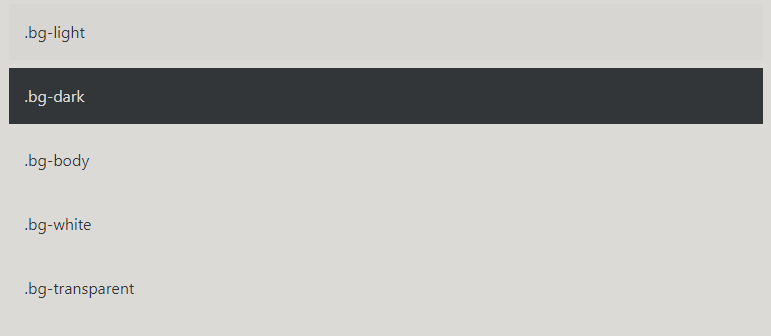 .bg-light
.bg-dark
.bg-body
.bg-white
.bg-transparent